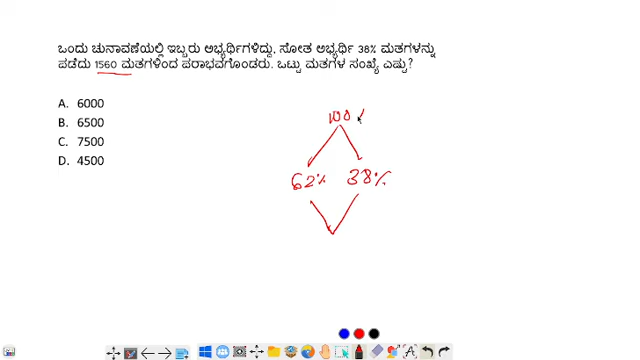 ಒಂದು ಚುನಾವಣೆಯಲ್ಲಿ ಇಬ್ಬರು ಅಭ್ಯರ್ಥಿಗಳಿದ್ದು, ಸೋತ ಅಭ್ಯರ್ಥಿ 38% ಮತಗಳನ್ನು
ಪಡೆದು 1560 ಮತಗಳಿಂದ ಪರಾಭವಗೊಂಡರು. ಒಟ್ಟು ಮತಗಳ ಸಂಖ್ಯೆ ಎಷ್ಟು?
A. 6000
B. 6500
C. 7500
D. 4500
100%
62% 38%